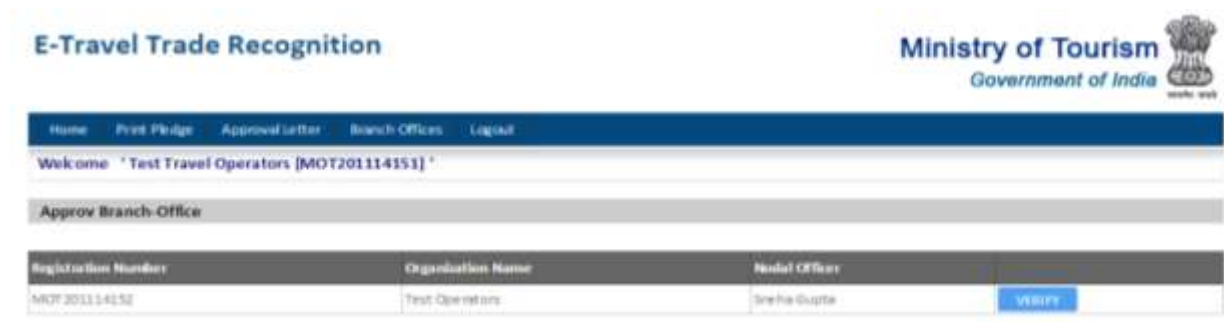 E-Travel Trade Recognition
Ministry of Tourism
Government of India
Home Print Pledge Approval Letter Branch Offices Logout
Welcome ' Test Travel Operators [MOT201114151] '
Approv Branch-Office
Registration Number Organisation Name Nodal Officer
MOT201114152 Test Operators Sneha Gupta VERIFY